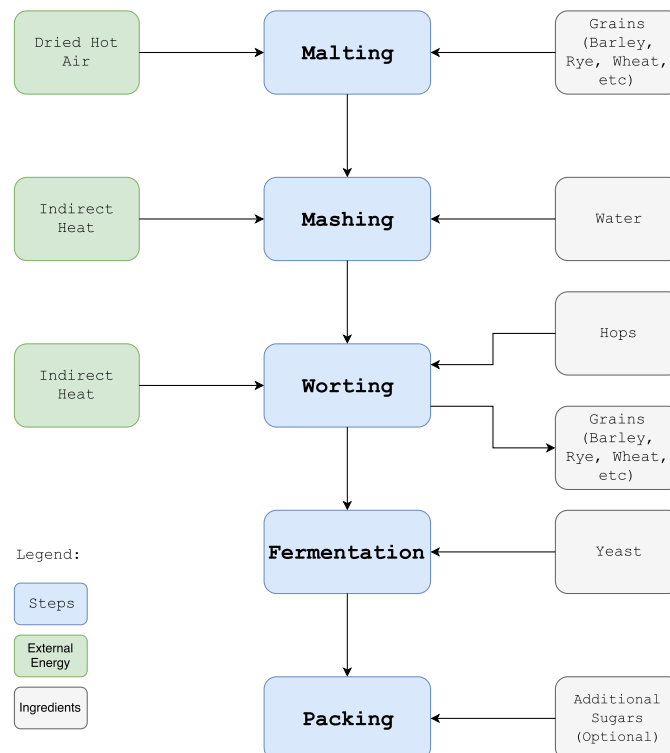 Dried Hot
Air
Malting
Grains
(Barley,
Rye, Wheat,
etc)
Indirect
Heat
Mashing
Water
Hops
Indirect
Heat
Worting
Grains
(Barley,
Rye, Wheat,
etc)
Fermentation
Yeast
Legend:
Steps
External
Energy
Ingredients
Packing
Additional
Sugars
(Optional)